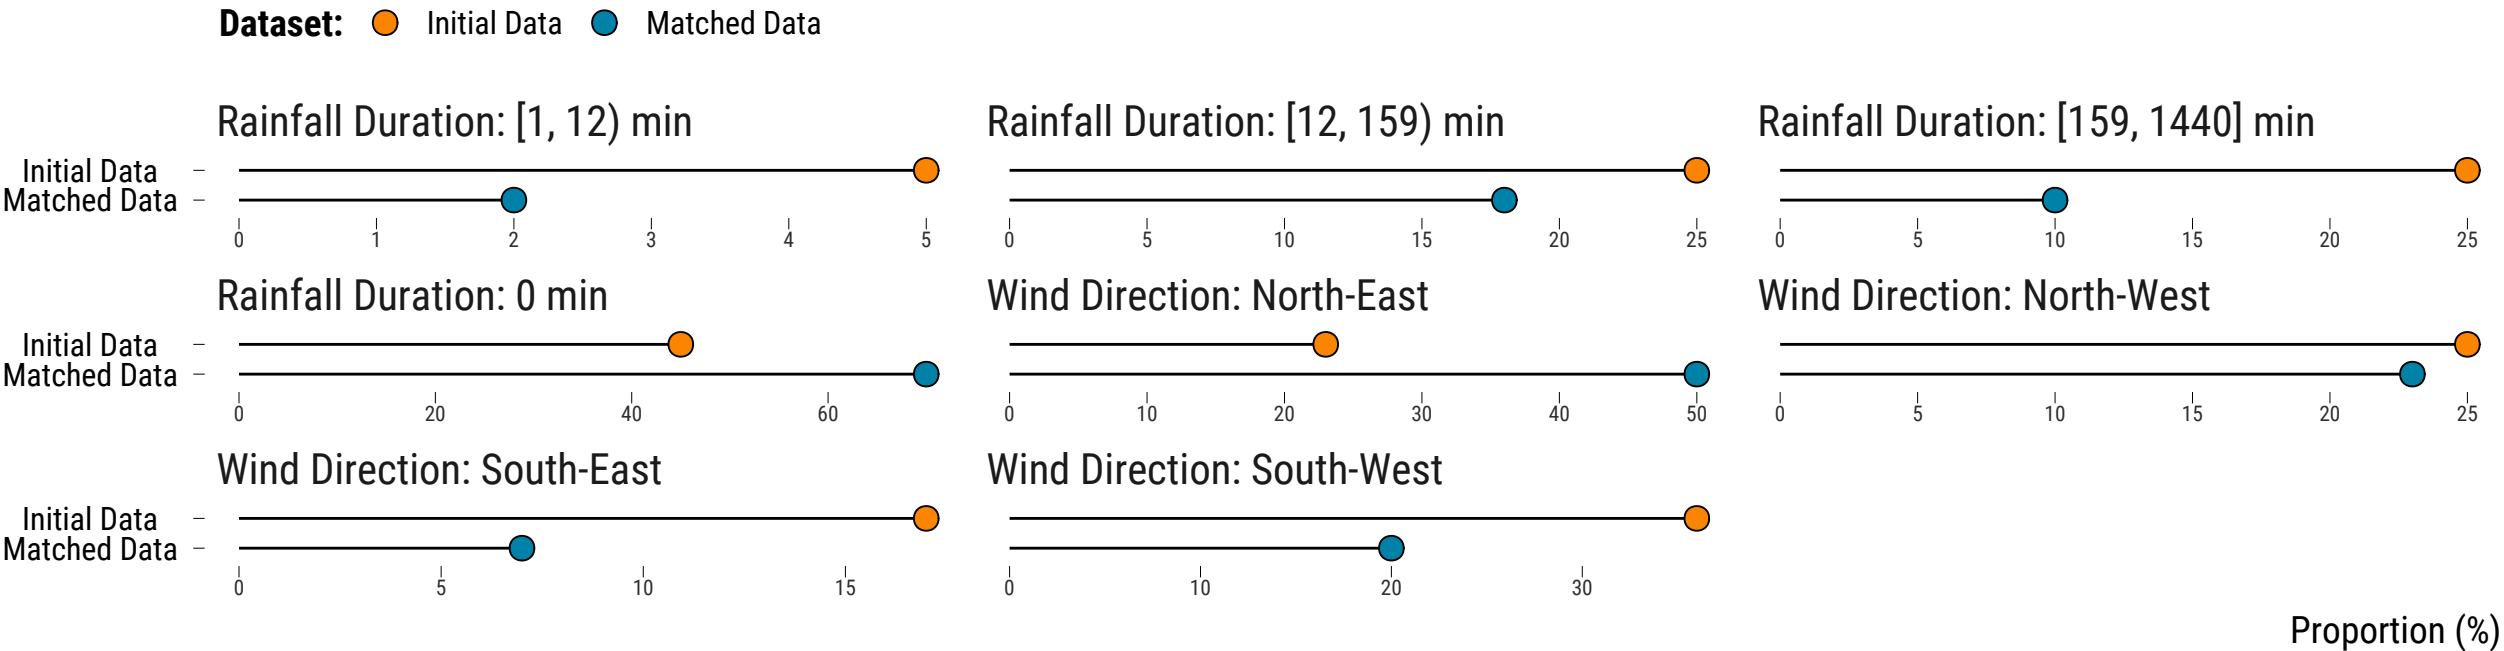 Dataset: Initial Data Matched Data
Rainfall Duration: [1, 12) min Rainfall Duration: [12, 159) min Rainfall Duration: [159, 1440] min
Initial Data
Matched Data
0 1 2 3 4 5 0 5 10 15 20 25 0 5 10 15 20 25
Rainfall Duration: 0 min Wind Direction: North-East Wind Direction: North-West
Initial Data
Matched Data
0 20 40 60 0 10 20 30 40 50 0 5 10 15 20 25
Wind Direction: South-East Wind Direction: South-West
Initial Data
Matched Data
0 5 10 15 0 10 20 30
Proportion (%)